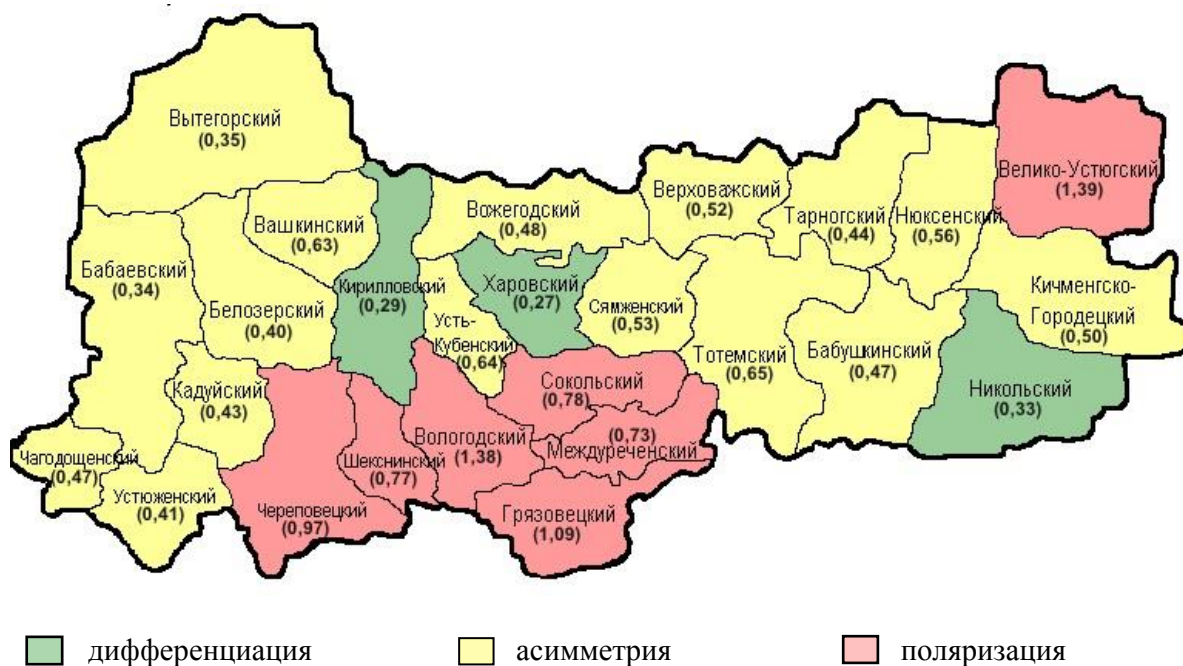 Вытегорский
(0,35)
Велико-Устюгский
(1,39)
Верховажский
(0,52)
Вожегодский
(0,48)
Тарногский
(0,44)
Нюксенский
(0,56)
Вашкинский
(0,63)
Бабаевский
(0,34)
Кирилловский
(0,29)
Харовский
(0,27)
Кичменгско-
Городецкий
(0,50)
Белозерский
(0,40)
Усть-
Кубенский
(0,64)
Сямженский
(0,53)
Тотемский
(0,65)
Бабушкинский
(0,47)
Кадуйский
(0,43)
Сокольский
(0,78)
Никольский
(0,33)
Чагодощенский
(0,47)
Шекснинский
(0,77)
Вологодский
(1,38)
(0,73)
Междуреченский
Устюженский
(0,41)
Череповецкий
(0,97)
Грязовецкий
(1,09)
дифференциация
асимметрия
поляризация